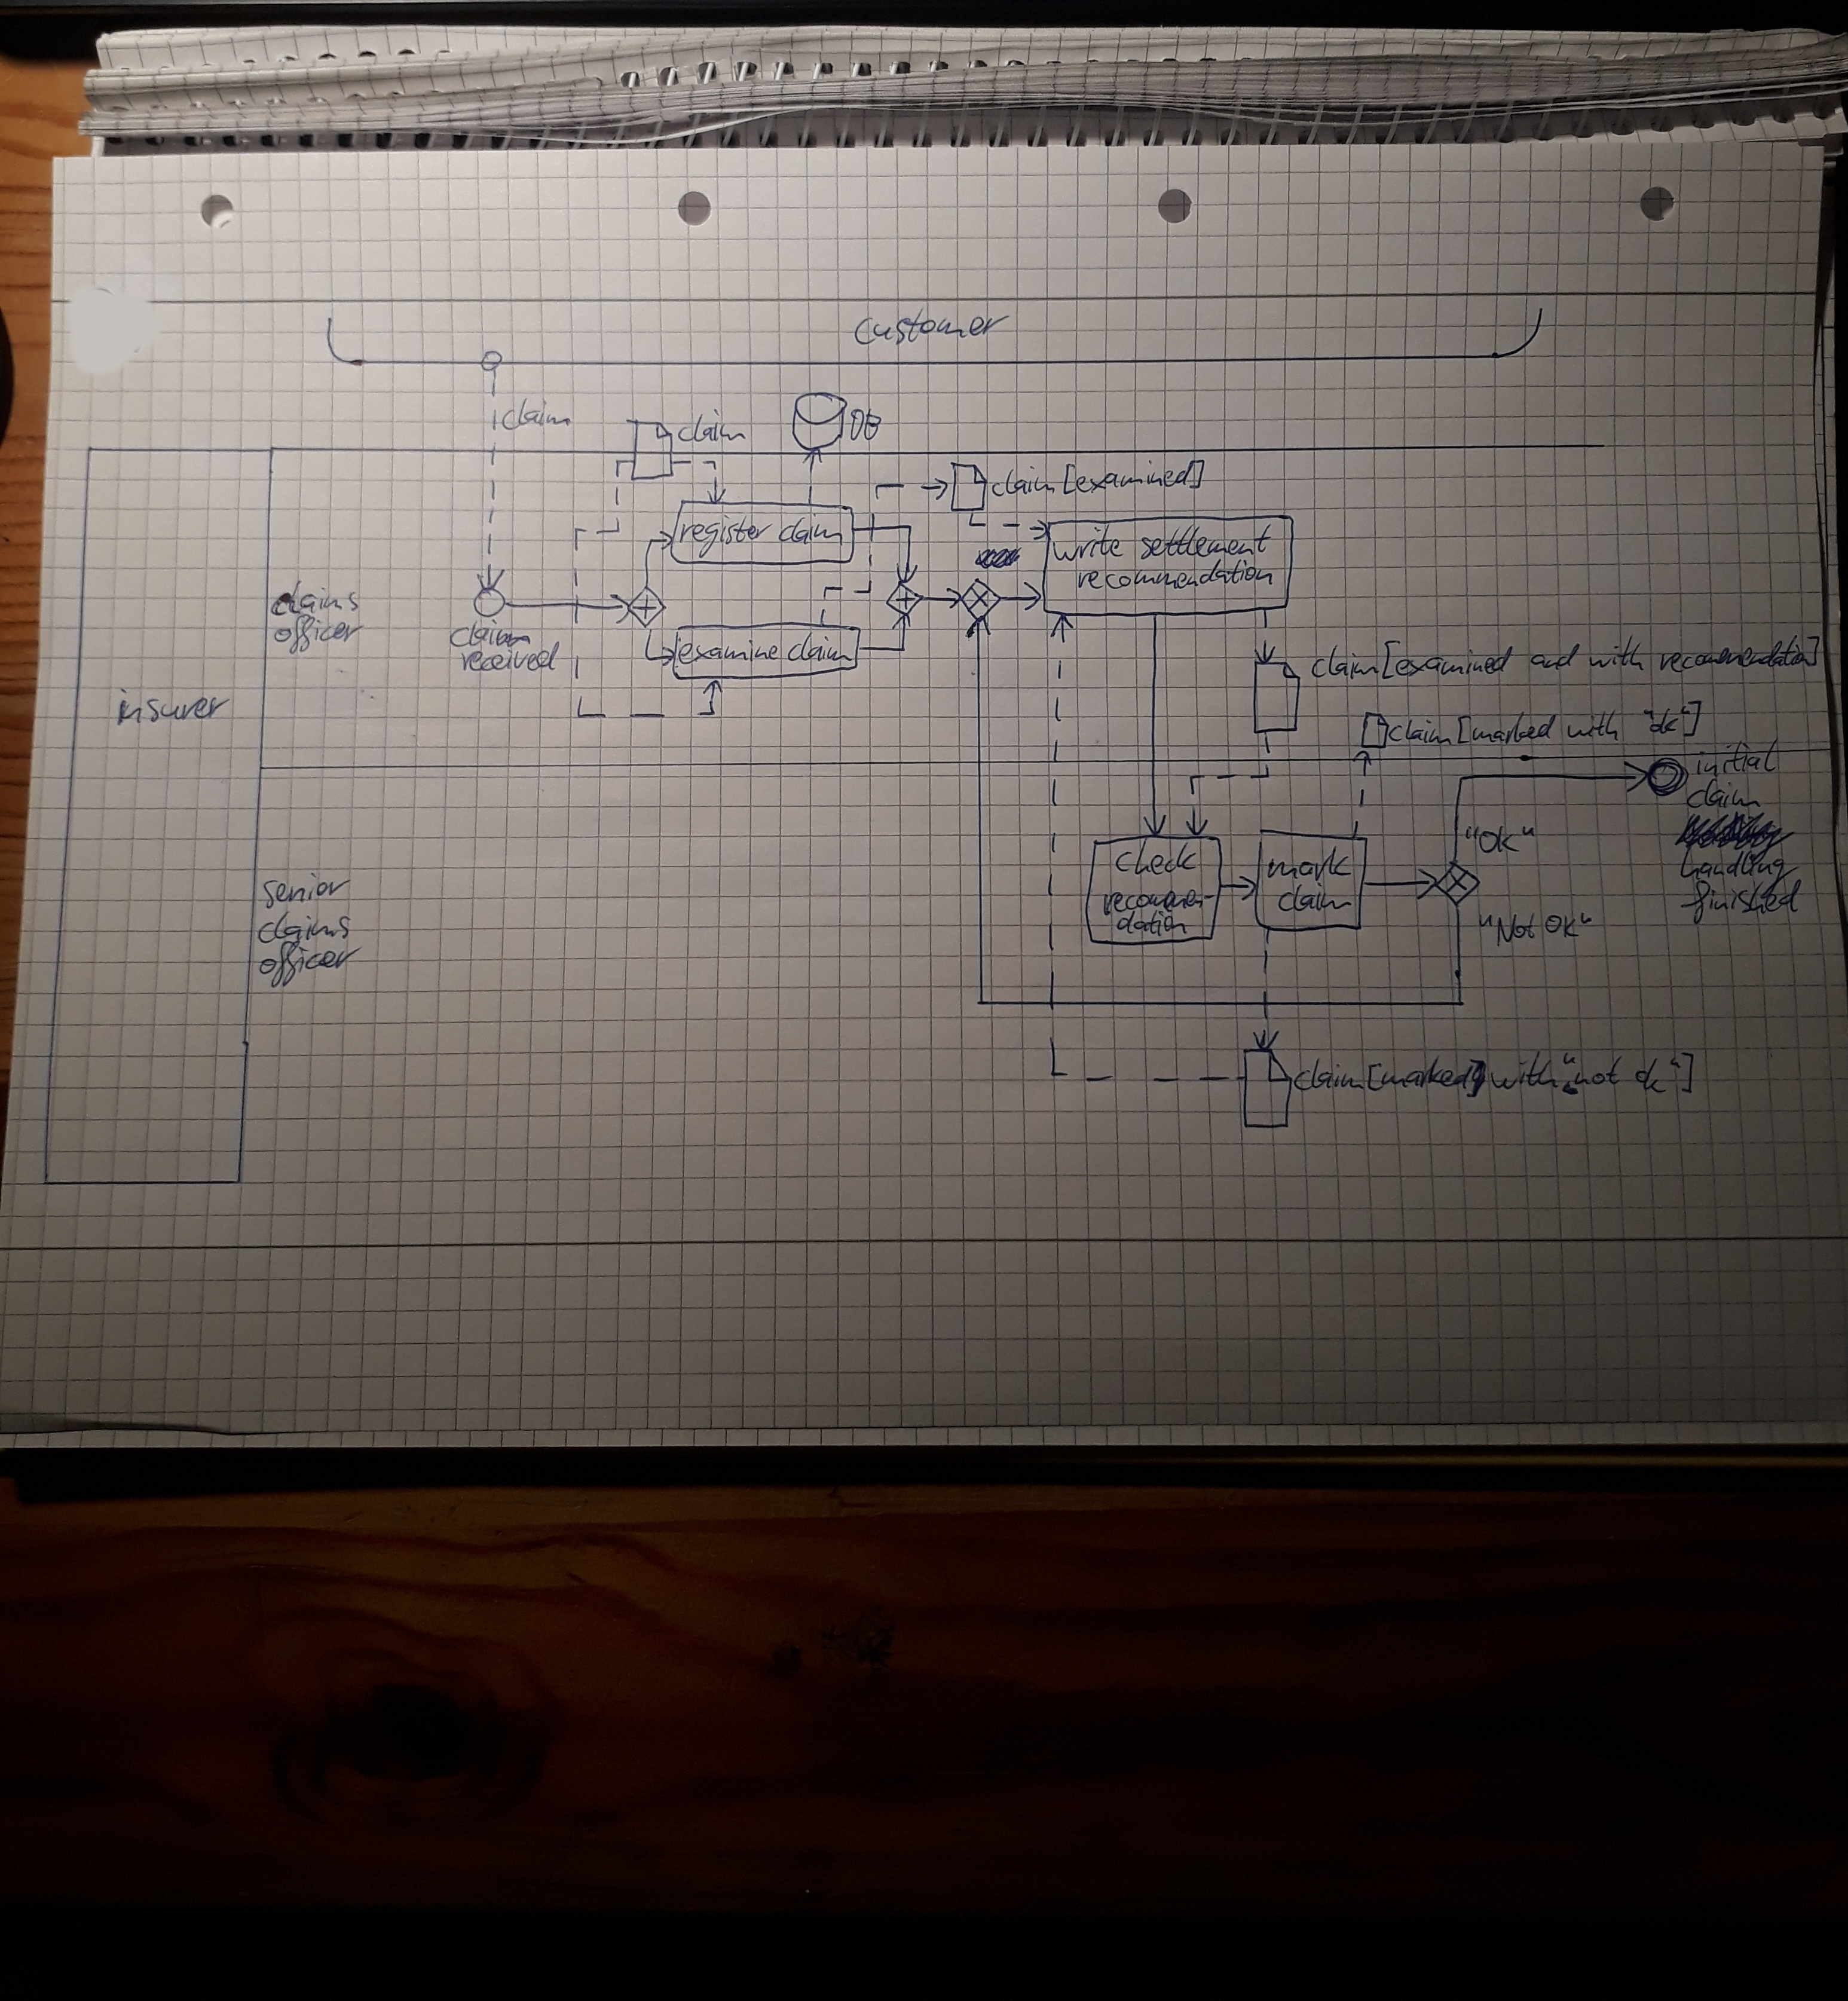 customer
claim
claim
DB
claim [examined]
register claim
write settlement
recommendation
claims
officer
claim
received
examine claim
claim [examined and with recommendation]
insurer
claim [marked with "ok"]
initial
claim
handling
finished
"OK"
check
recommen-
dation
mark
claim
senior
claims
officer
"Not OK"
claim [marked with "not ok"]